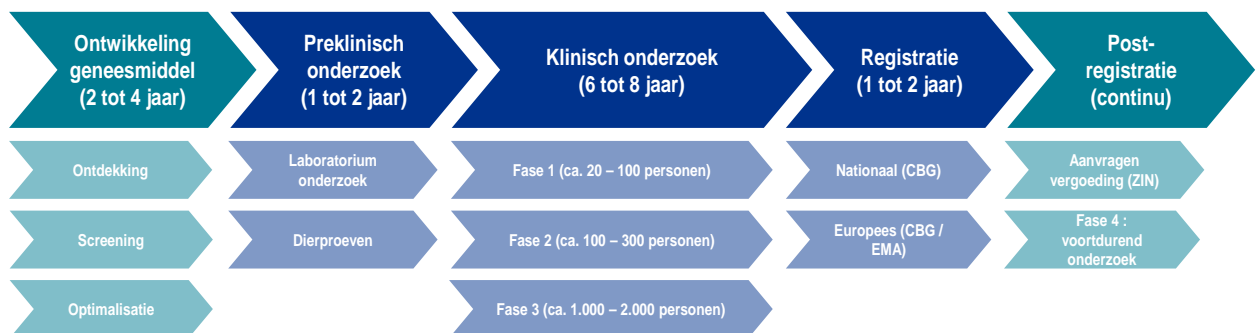 Ontwikkeling
geneesmiddel
(2 tot 4 jaar)
Preklinisch
onderzoek
(1 tot 2 jaar)
Klinisch onderzoek
(6 tot 8 jaar)
Registratie
(1 tot 2 jaar)
Post-
registratie
(continu)
Ontdekking
Laboratorium
onderzoek
Fase 1 (ca. 20 – 100 personen)
Nationaal (CBG)
Aanvragen
vergoeding (ZIN)
Screening
Dierproeven
Fase 2 (ca. 100 – 300 personen)
Europees (CBG /
EMA)
Fase 4 :
voortdurend
onderzoek
Optimalisatie
Fase 3 (ca. 1.000 – 2.000 personen)